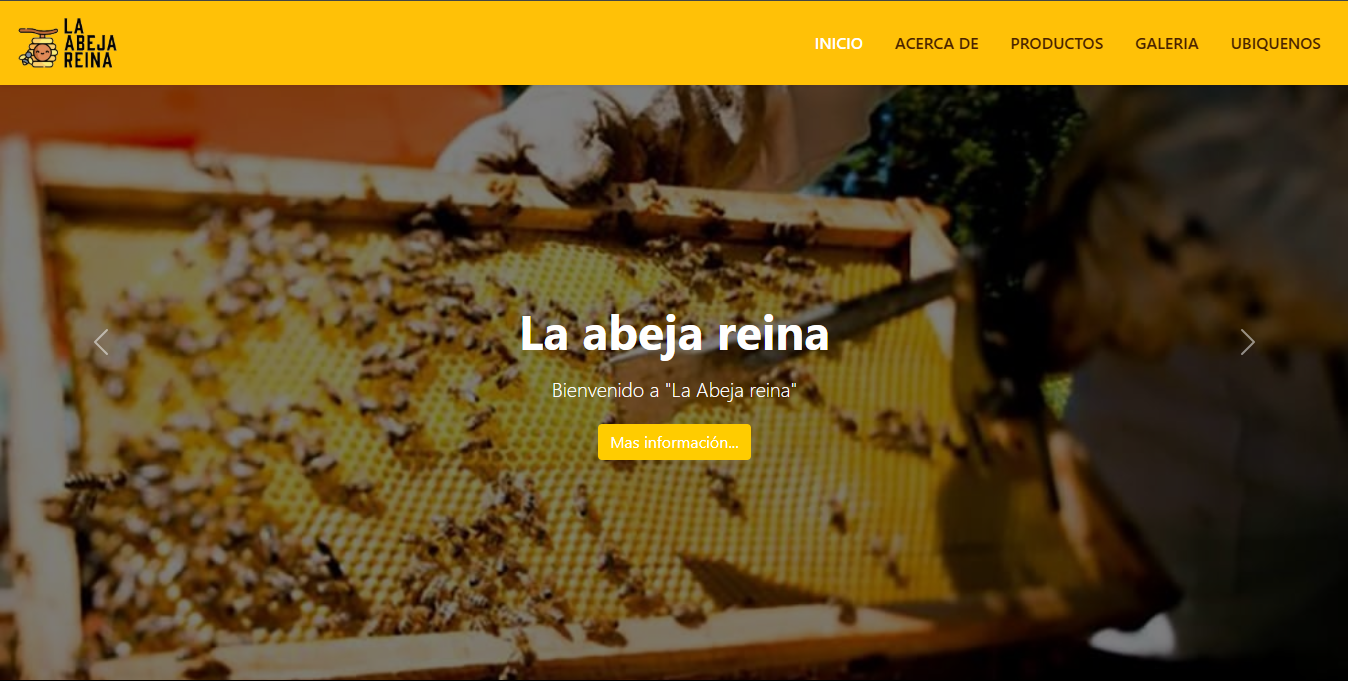 LA
ABEJA
REINA
INICIO ACERCA DE PRODUCTOS GALERIA UBIQUENOS
La abeja reina
Bienvenido a "La Abeja reina"
Mas información...